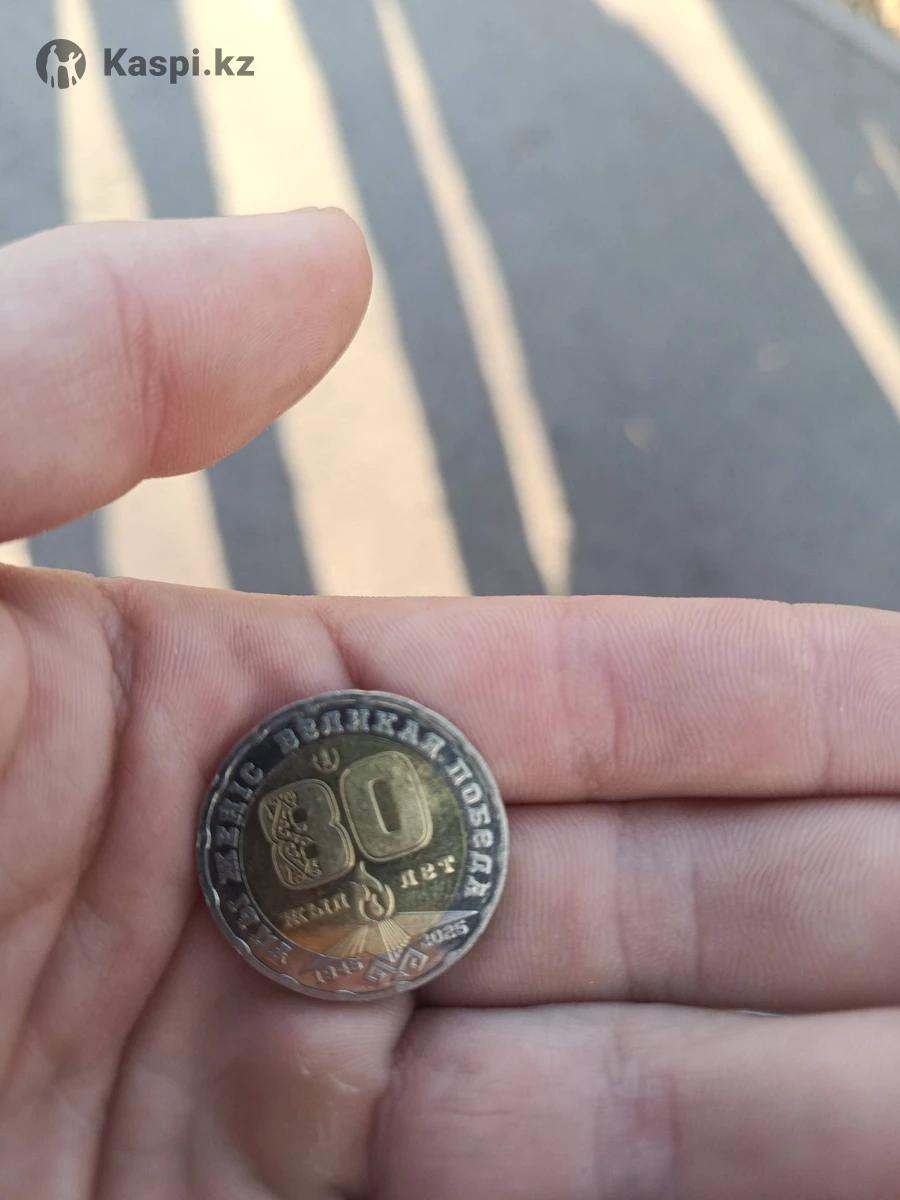 Kaspi.kz
ҰЛЫ ЖЕҢІС ВЕЛИКАЯ ПОБЕДА
80
ЖЫЛ ЛЕТ
1945 2025